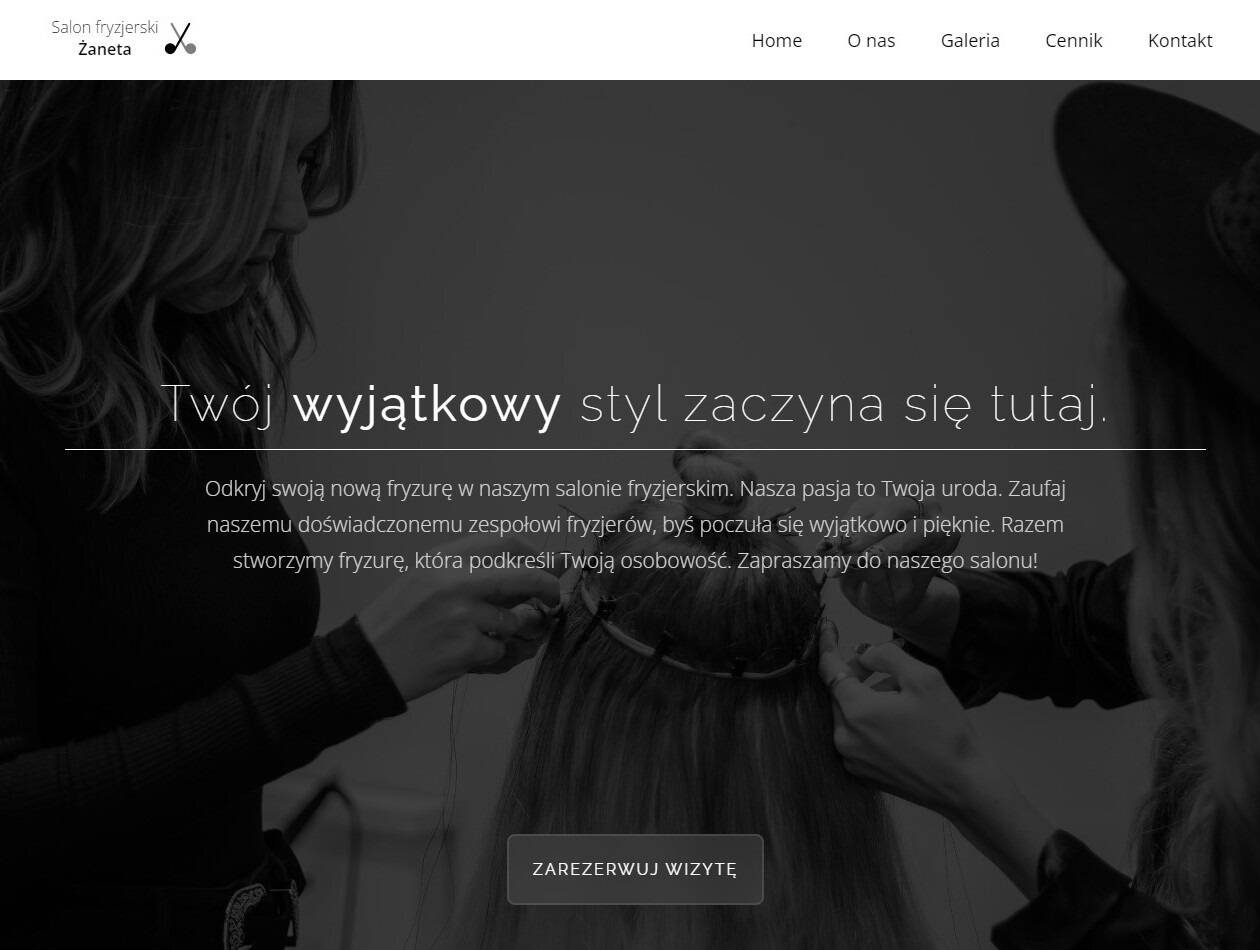 Salon fryzjerski
Żaneta
Home
O nas
Galeria
Cennik
Kontakt
Twój wyjątkowy styl zaczyna się tutaj.
Odkryj swoją nową fryzurę w naszym salonie fryzjerskim. Nasza pasja to Twoja uroda. Zaufaj
naszemu doświadczonemu zespołowi fryzjerów, byś poczuła się wyjątkowo i pięknie. Razem
stworzymy fryzurę, która podkreśli Twoją osobowość. Zapraszamy do naszego salonu!
ZAREZERWUJ WIZYTĘ